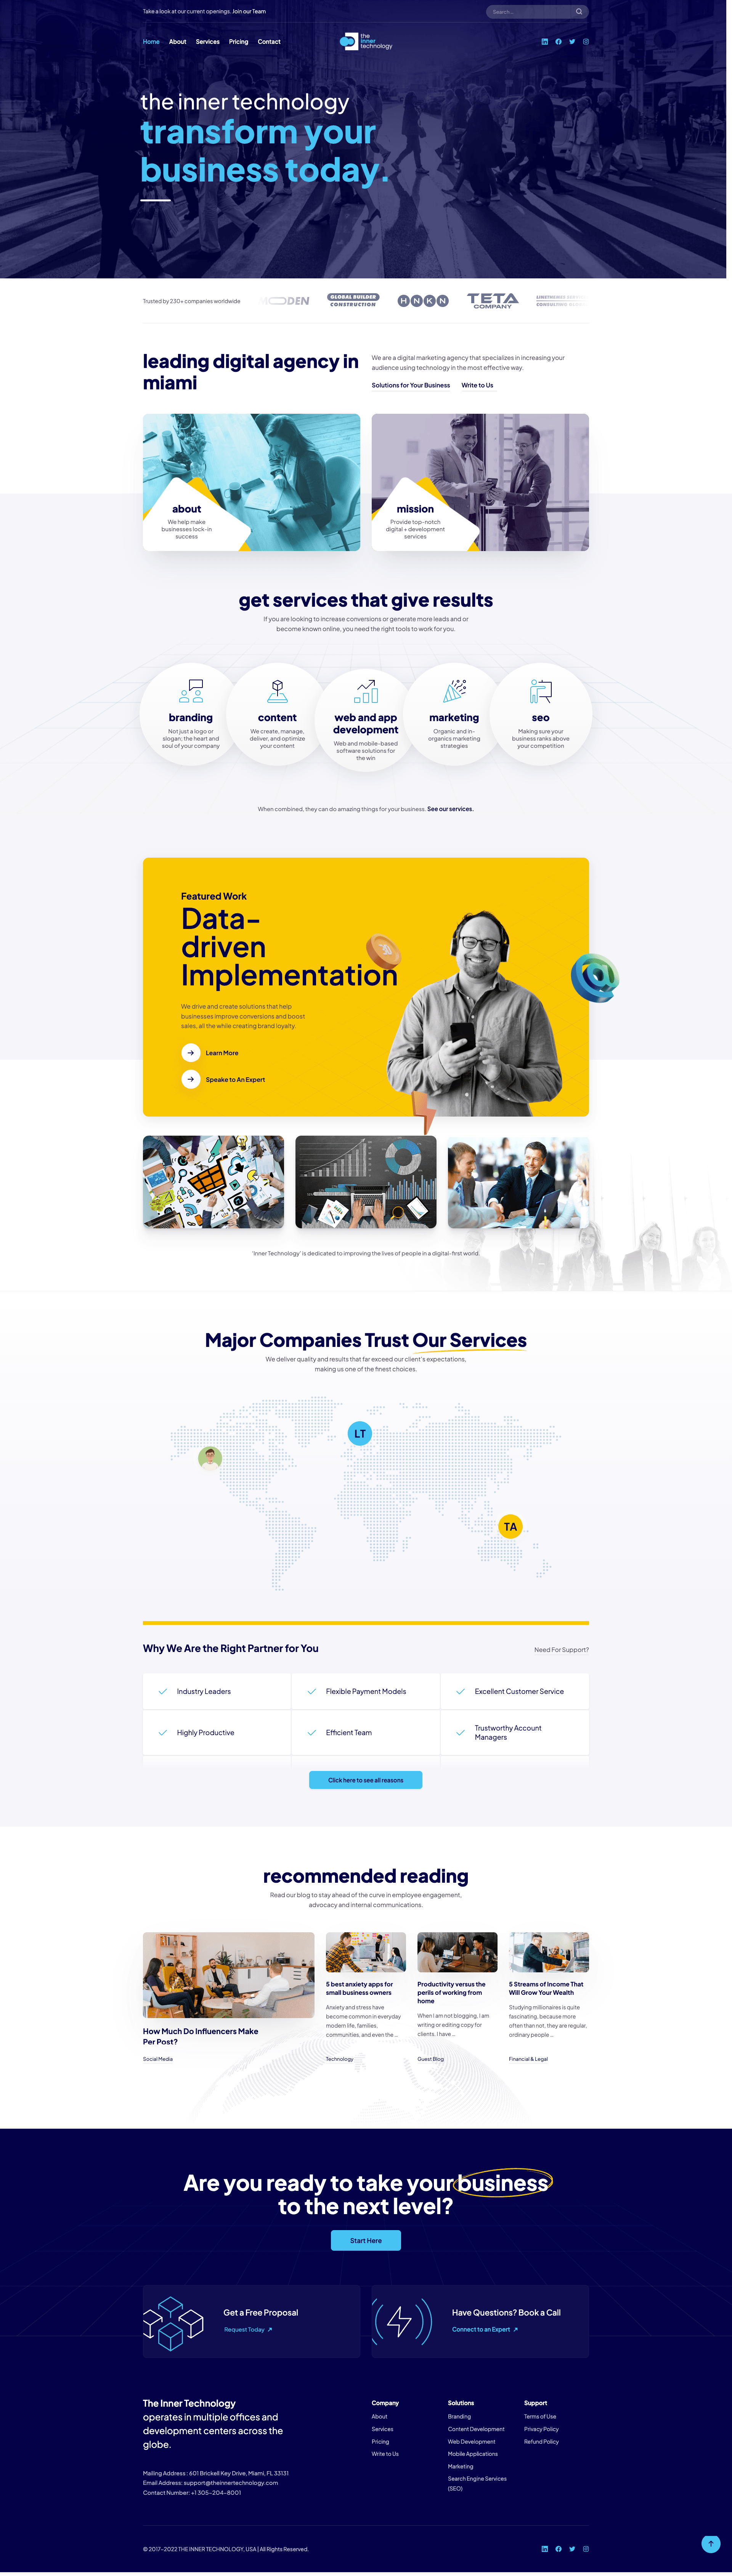 Take a look at our current openings. Join our Team
Search...
Home About Services Pricing Contact
the
inner
technology
the inner technology
transform your
business today.
Trusted by 230+ companies worldwide
GLOBAL BUILDER
CONSTRUCTION
HNKN
TETA
COMPANY
leading digital agency in
miami
We are a digital marketing agency that specializes in increasing your
audience using technology in the most effective way.
Solutions for Your Business Write to Us
about
We help make
businesses lock-in
success
mission
Provide top-notch
digital + development
services
get services that give results
If you are looking to increase conversions or generate more leads and or
become known online, you need the right tools to work for you.
branding
Not just a logo or
slogan; the heart and
soul of your company
content
We create, manage,
deliver, and optimize
your content
web and app
development
Web and mobile-based
software solutions for
the win
marketing
Organic and in-
organics marketing
strategies
seo
Making sure your
business ranks above
your competition
When combined, they can do amazing things for your business. See our services.
Featured Work
Data-
driven
Implementation
We drive and create solutions that help
businesses improve conversions and boost
sales, all the while creating brand loyalty.
Learn More
Speake to An Expert
'Inner Technology' is dedicated to improving the lives of people in a digital-first world.
Major Companies Trust Our Services
We deliver quality and results that far exceed our client's expectations,
making us one of the finest choices.
LT
TA
Why We Are the Right Partner for You
Need For Support?
Industry Leaders
Flexible Payment Models
Excellent Customer Service
Highly Productive
Efficient Team
Trustworthy Account
Managers
Click here to see all reasons
recommended reading
Read our blog to stay ahead of the curve in employee engagement,
advocacy and internal communications.
How Much Do Influencers Make
Per Post?
Social Media
5 best anxiety apps for
small business owners
Anxiety and stress have
become common in everyday
modern life, families,
communities, and even the ...
Technology
Productivity versus the
perils of working from
home
When I am not blogging, I am
writing or editing copy for
clients. I have ...
Guest Blog
5 Streams of Income That
Will Grow Your Wealth
Studying millionaires is quite
fascinating, because more
often than not, they are regular,
ordinary people ...
Financial & Legal
Are you ready to take your business
to the next level?
Start Here
Get a Free Proposal
Request Today
Have Questions? Book a Call
Connect to an Expert
The Inner Technology
operates in multiple offices and
development centers across the
globe.
Mailing Address : 601 Brickell Key Drive, Miami, FL 33131
Email Address: support@theinnertechnology.com
Contact Number: +1 305-204-8001
Company
About
Services
Pricing
Write to Us
Solutions
Branding
Content Development
Web Development
Mobile Applications
Marketing
Search Engine Services
(SEO)
Support
Terms of Use
Privacy Policy
Refund Policy
© 2017-2022 THE INNER TECHNOLOGY, USA | All Rights Reserved.